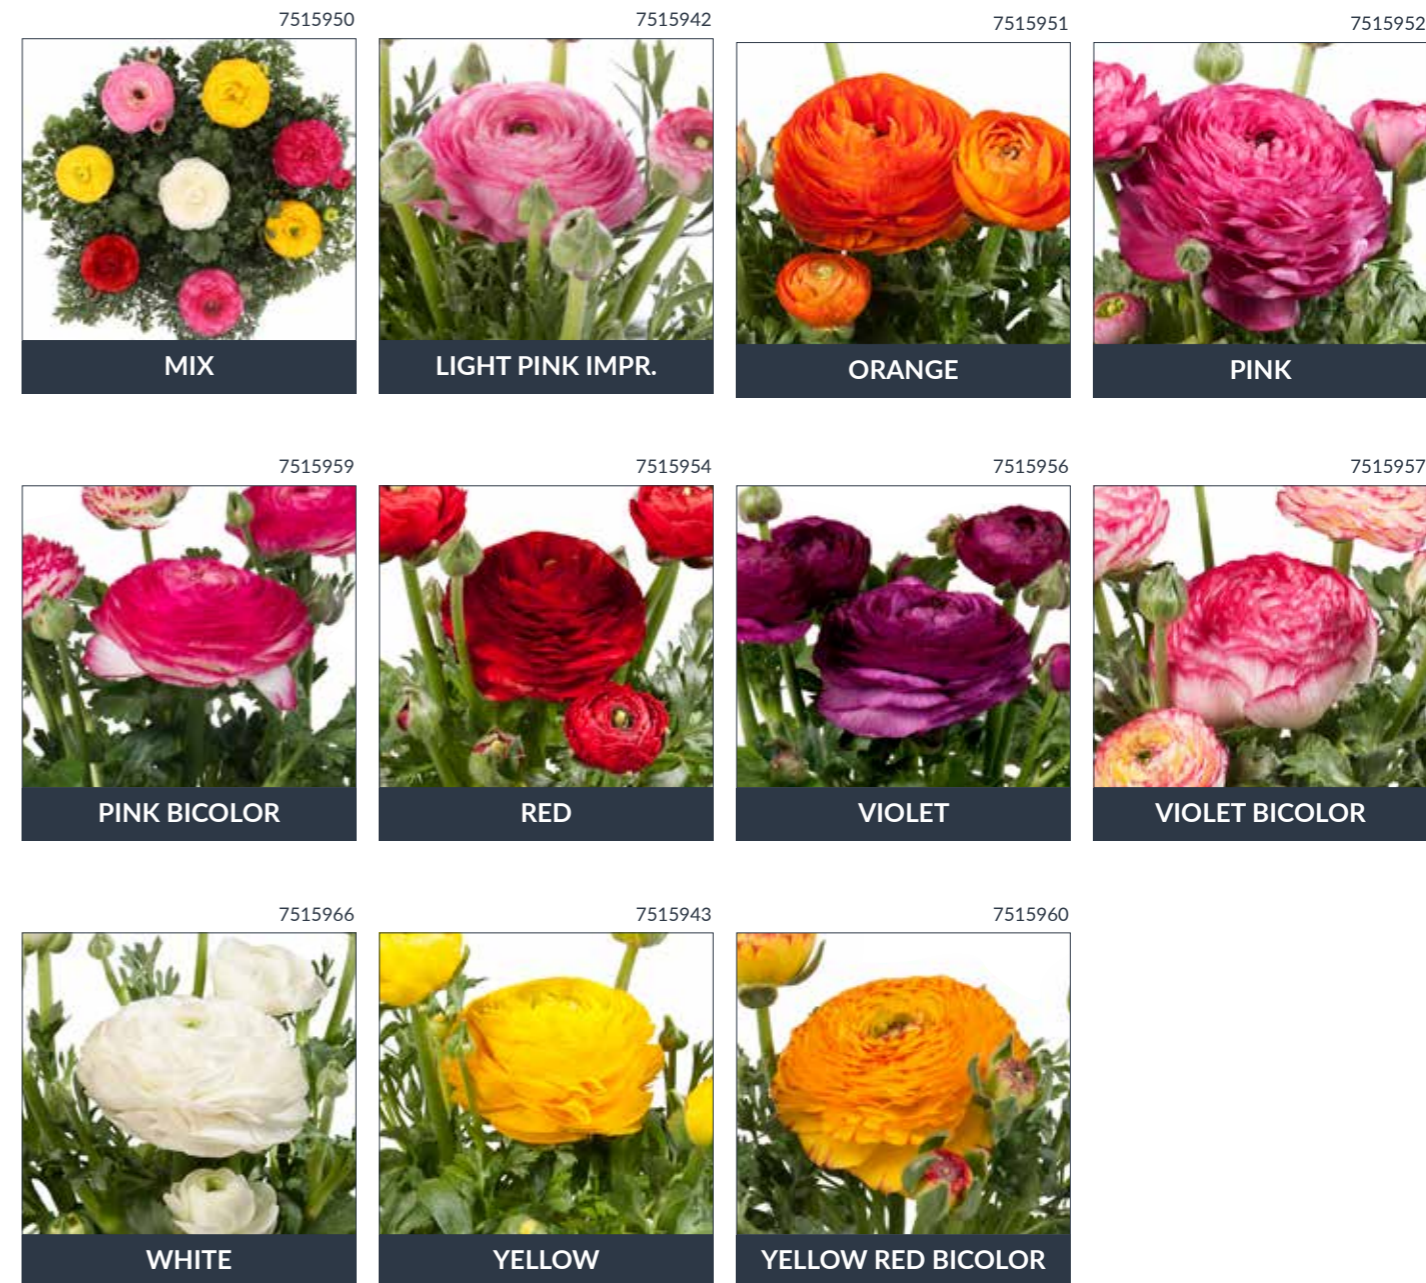 7515950
MIX
7515942
LIGHT PINK IMPR.
7515951
ORANGE
7515952
PINK
7515959
PINK BICOLOR
7515954
RED
7515956
VIOLET
7515957
VIOLET BICOLOR
7515966
WHITE
7515943
YELLOW
7515960
YELLOW RED BICOLOR